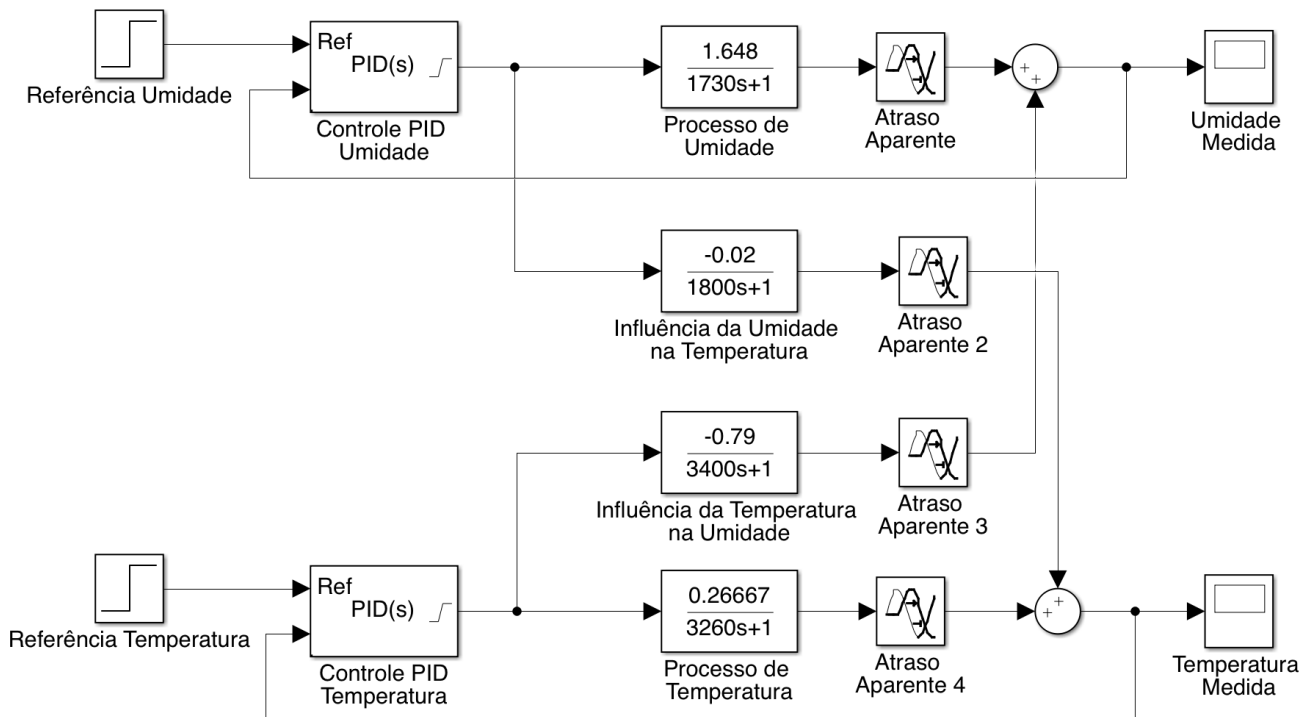 Ref
PID(s)
Referência Umidade
Controle PID
Umidade
1.648
1730s+1
Processo de
Umidade
Atraso
Aparente
+
+
Umidade
Medida
-0.02
1800s+1
Influência da Umidade
na Temperatura
Atraso
Aparente 2
-0.79
3400s+1
Influência da Temperatura
na Umidade
Atraso
Aparente 3
Ref
PID(s)
Referência Temperatura
Controle PID
Temperatura
0.26667
3260s+1
Processo de
Temperatura
Atraso
Aparente 4
+
+
Temperatura
Medida